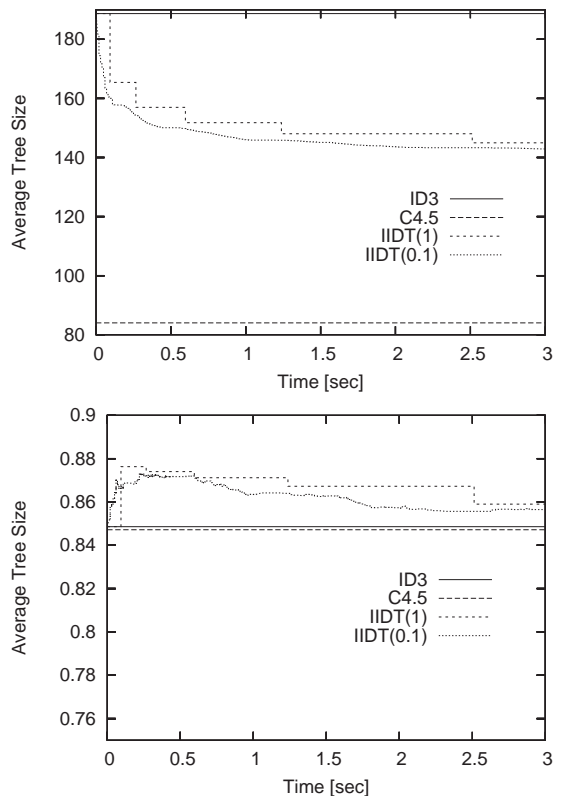 180
160
140
120
100
80
Average Tree Size
ID3
C4.5
IIDT(1)
IIDT(0.1)
0 0.5 1 1.5 2 2.5 3
Time [sec]
0.9
0.88
0.86
0.84
0.82
0.8
0.78
0.76
Average Tree Size
ID3
C4.5
IIDT(1)
IIDT(0.1)
0 0.5 1 1.5 2 2.5 3
Time [sec]